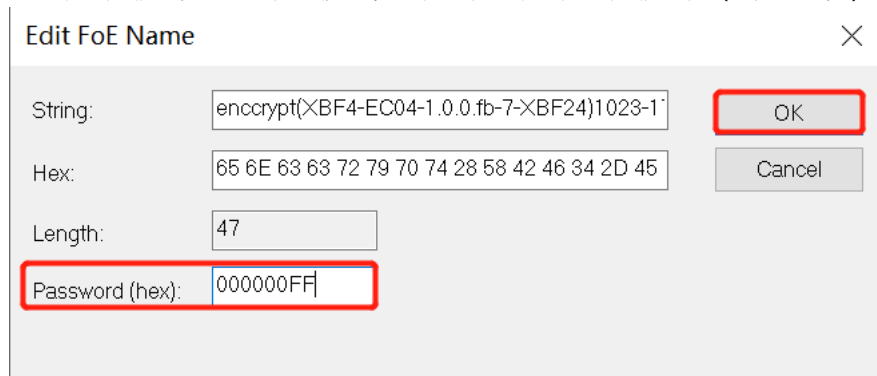 Edit FoE Name
String: enccrypt(XBF4-EC04-1.0.0.fb-7-XBF24)1023-1 OK
Hex: 65 6E 63 63 72 79 70 74 28 58 42 46 34 2D 45 Cancel
Length: 47
Password (hex): 000000FF